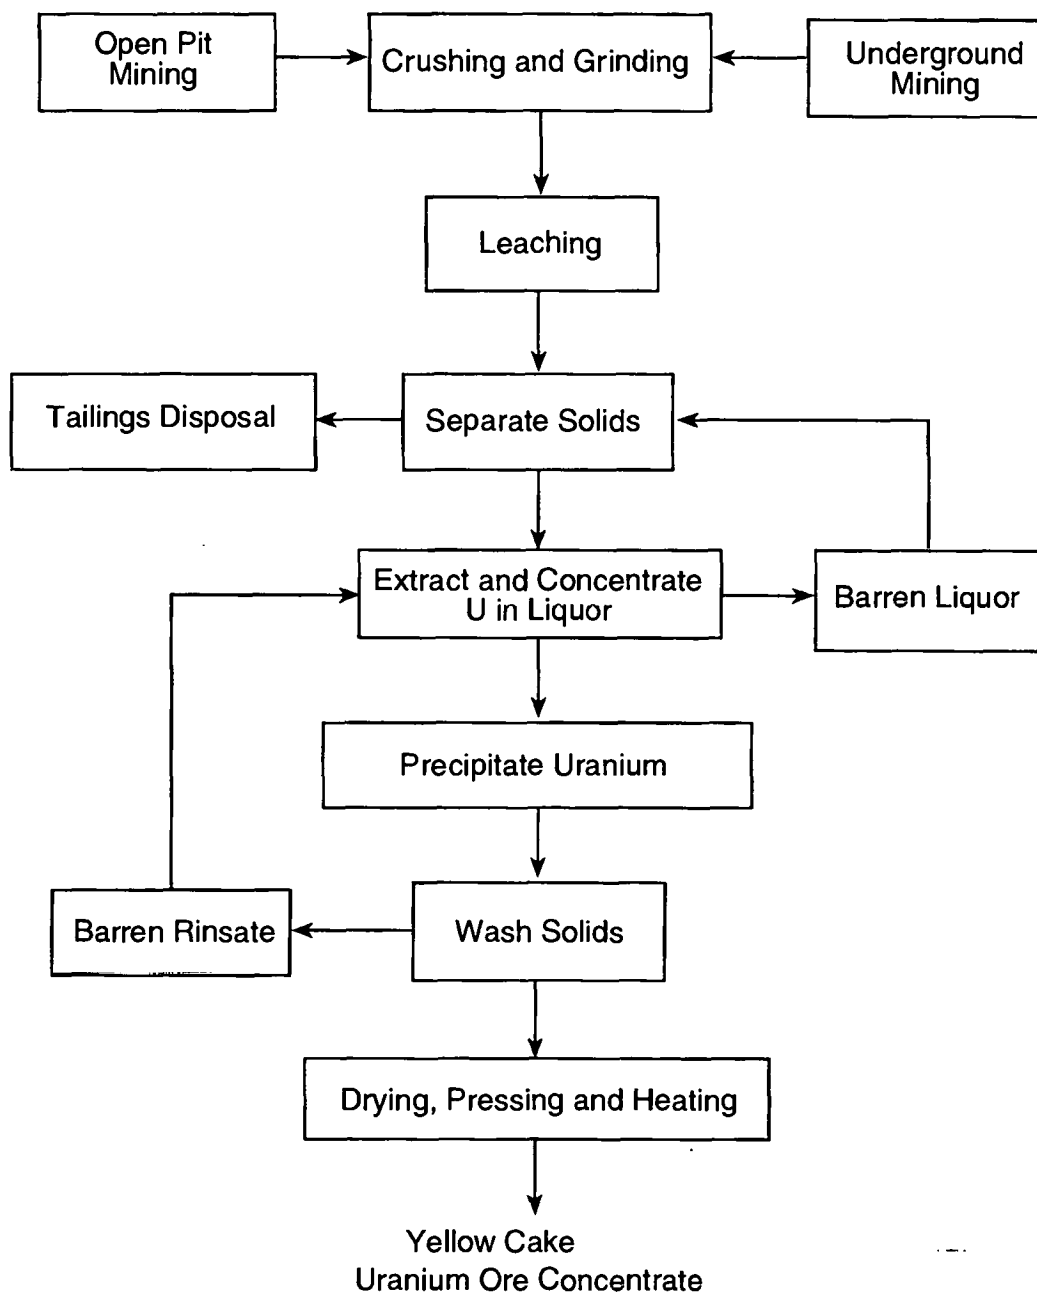 Open Pit
Mining
Crushing and Grinding
Underground
Mining
Leaching
Tailings Disposal
Separate Solids
Extract and Concentrate
U in Liquor
Barren Liquor
Precipitate Uranium
Barren Rinsate
Wash Solids
Drying, Pressing and Heating
Yellow Cake
Uranium Ore Concentrate